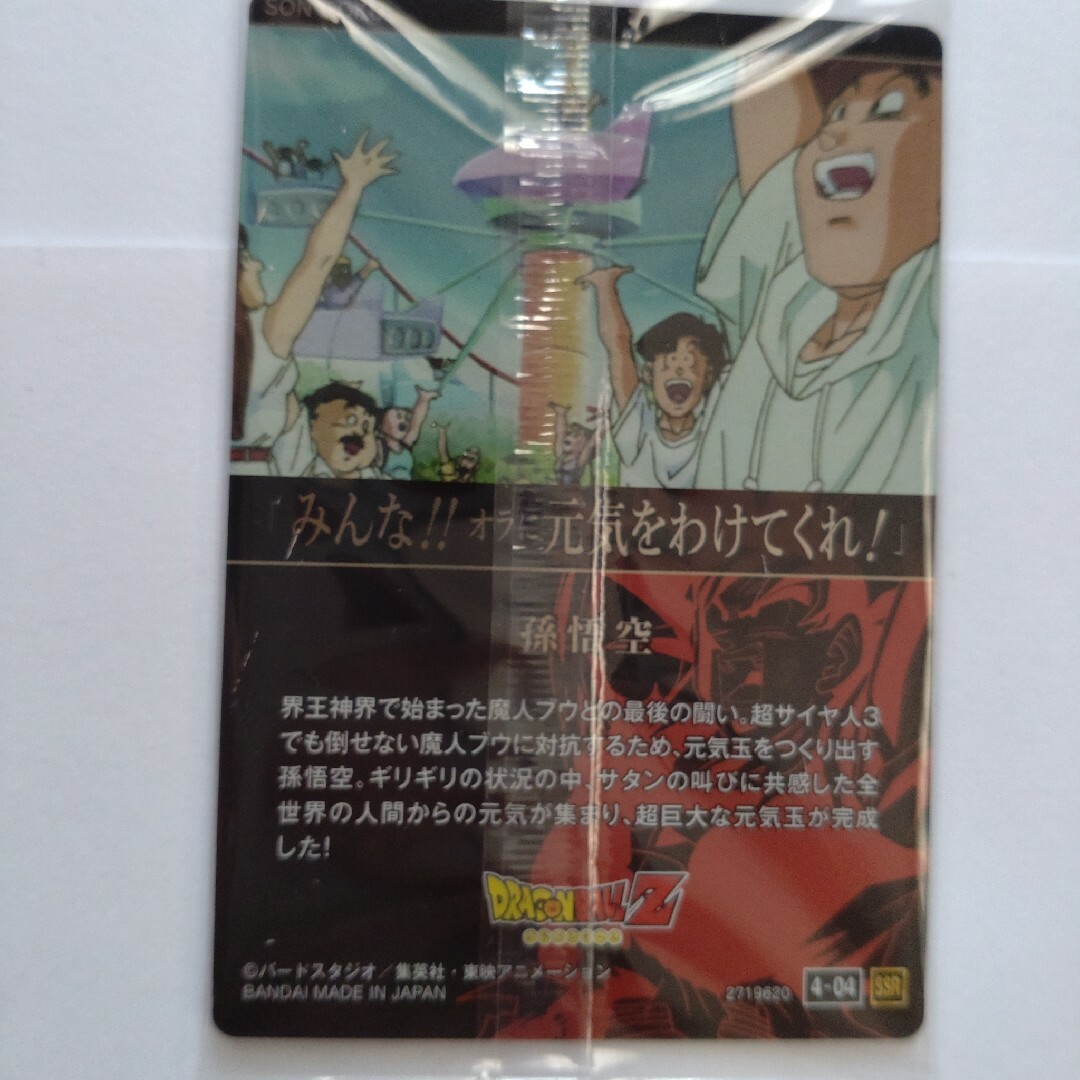 SON
「みんな!!オラに元気をわけてくれ!」
孫悟空
界王神界で始まった魔人ブウとの最後の闘い。超サイヤ人3
でも倒せない魔人ブウに対抗するため、元気玉をつくり出す
孫悟空。ギリギリの状況の中、サタンの叫びに共感した全
世界の人間からの元気が集まり、超巨大な元気玉が完成
した!
DRAGON BALL Z
©バードスタジオ/集英社・東映アニメーション
BANDAI MADE IN JAPAN
2719620 4-04 SSR